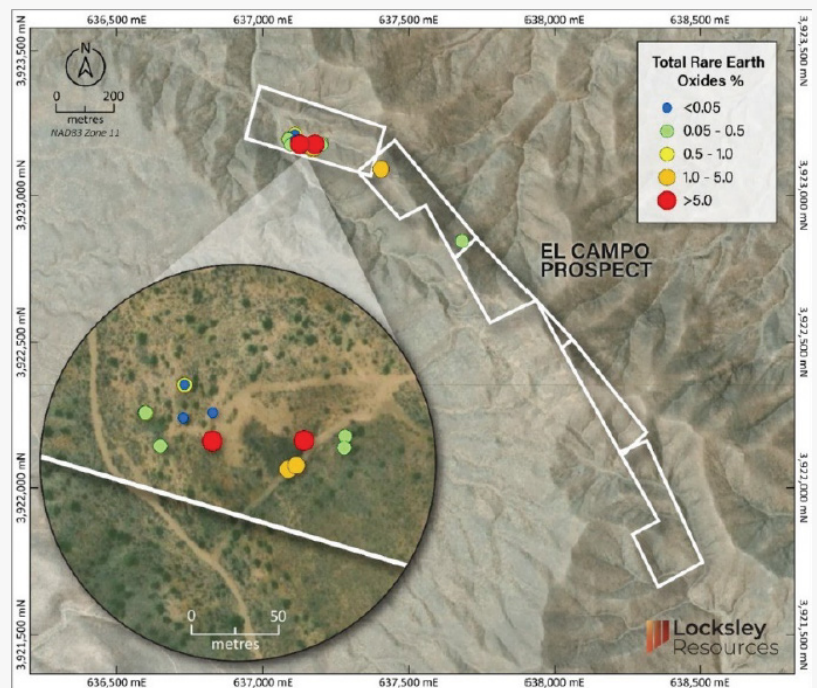 636,500 mE
637,000 mE
637,500 mE
638,000 mE
638,500 mE
3,923,500 mN
3,923,500 mN
N
0 200
metres
NAD83 Zone 11
Total Rare Earth
Oxides %
<0.05
0.05 - 0.5
0.5 - 1.0
1.0 - 5.0
>5.0
3,923,000 mN
3,923,000 mN
EL CAMPO
PROSPECT
3,922,500 mN
3,922,500 mN
3,922,000 mN
3,922,000 mN
0 50
metres
Locksley
Resources
3,921,500 mN
3,921,500 mN
636,500 mE
637,000 mE
637,500 mE
638,000 mE
638,500 mE